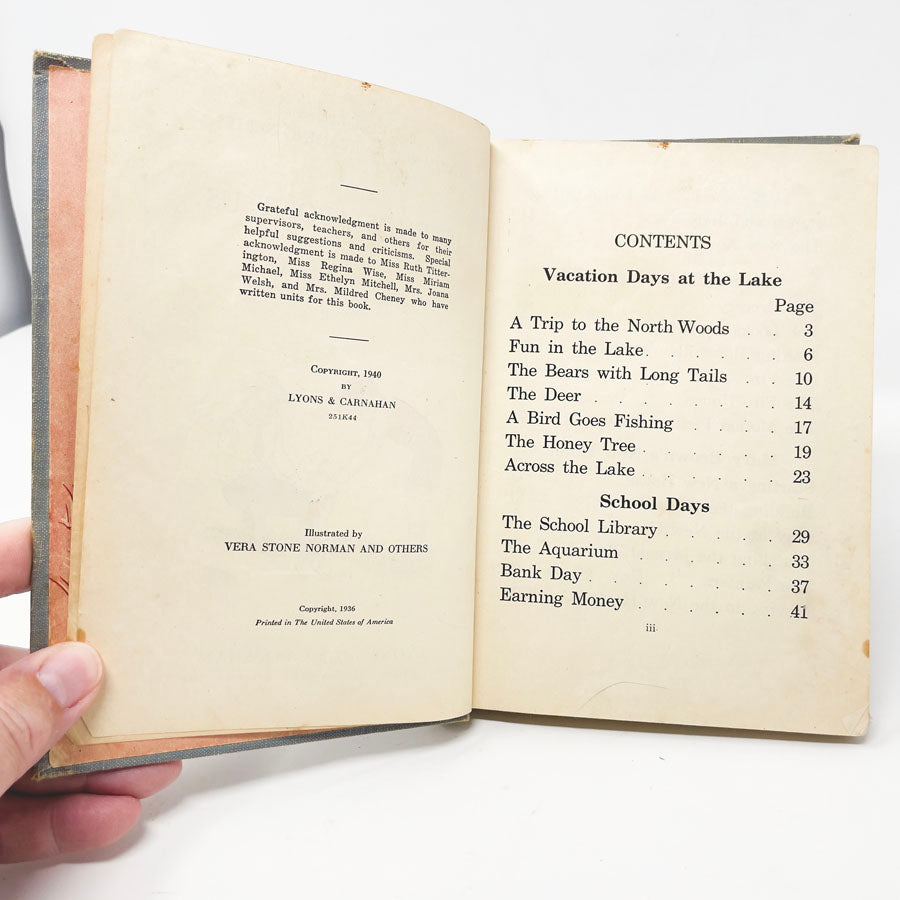 Grateful acknowledgment is made to many
supervisors, teachers, and others for their
helpful suggestions and criticisms. Special
acknowledgment is made to Miss Ruth Titter-
ington, Miss Regina Wise, Miss Miriam
Michael, Miss Ethelyn Mitchell, Mrs. Joana
Welsh, and Mrs. Mildred Cheney who have
written units for this book.
Copyright, 1940
BY
LYONS & CARNAHAN
251K44
Illustrated by
VERA STONE NORMAN AND OTHERS
Copyright, 1936
Printed in The United States of America
CONTENTS
Vacation Days at the Lake
Page
A Trip to the North Woods . . 3
Fun in the Lake . . . . . . 6
The Bears with Long Tails . . 10
The Deer . . . . . . . . 14
A Bird Goes Fishing . . . . 17
The Honey Tree . . . . . . 19
Across the Lake . . . . . . 23
School Days
The School Library . . . . . 29
The Aquarium . . . . . . 33
Bank Day . . . . . . . . 37
Earning Money . . . . . . 41
iii